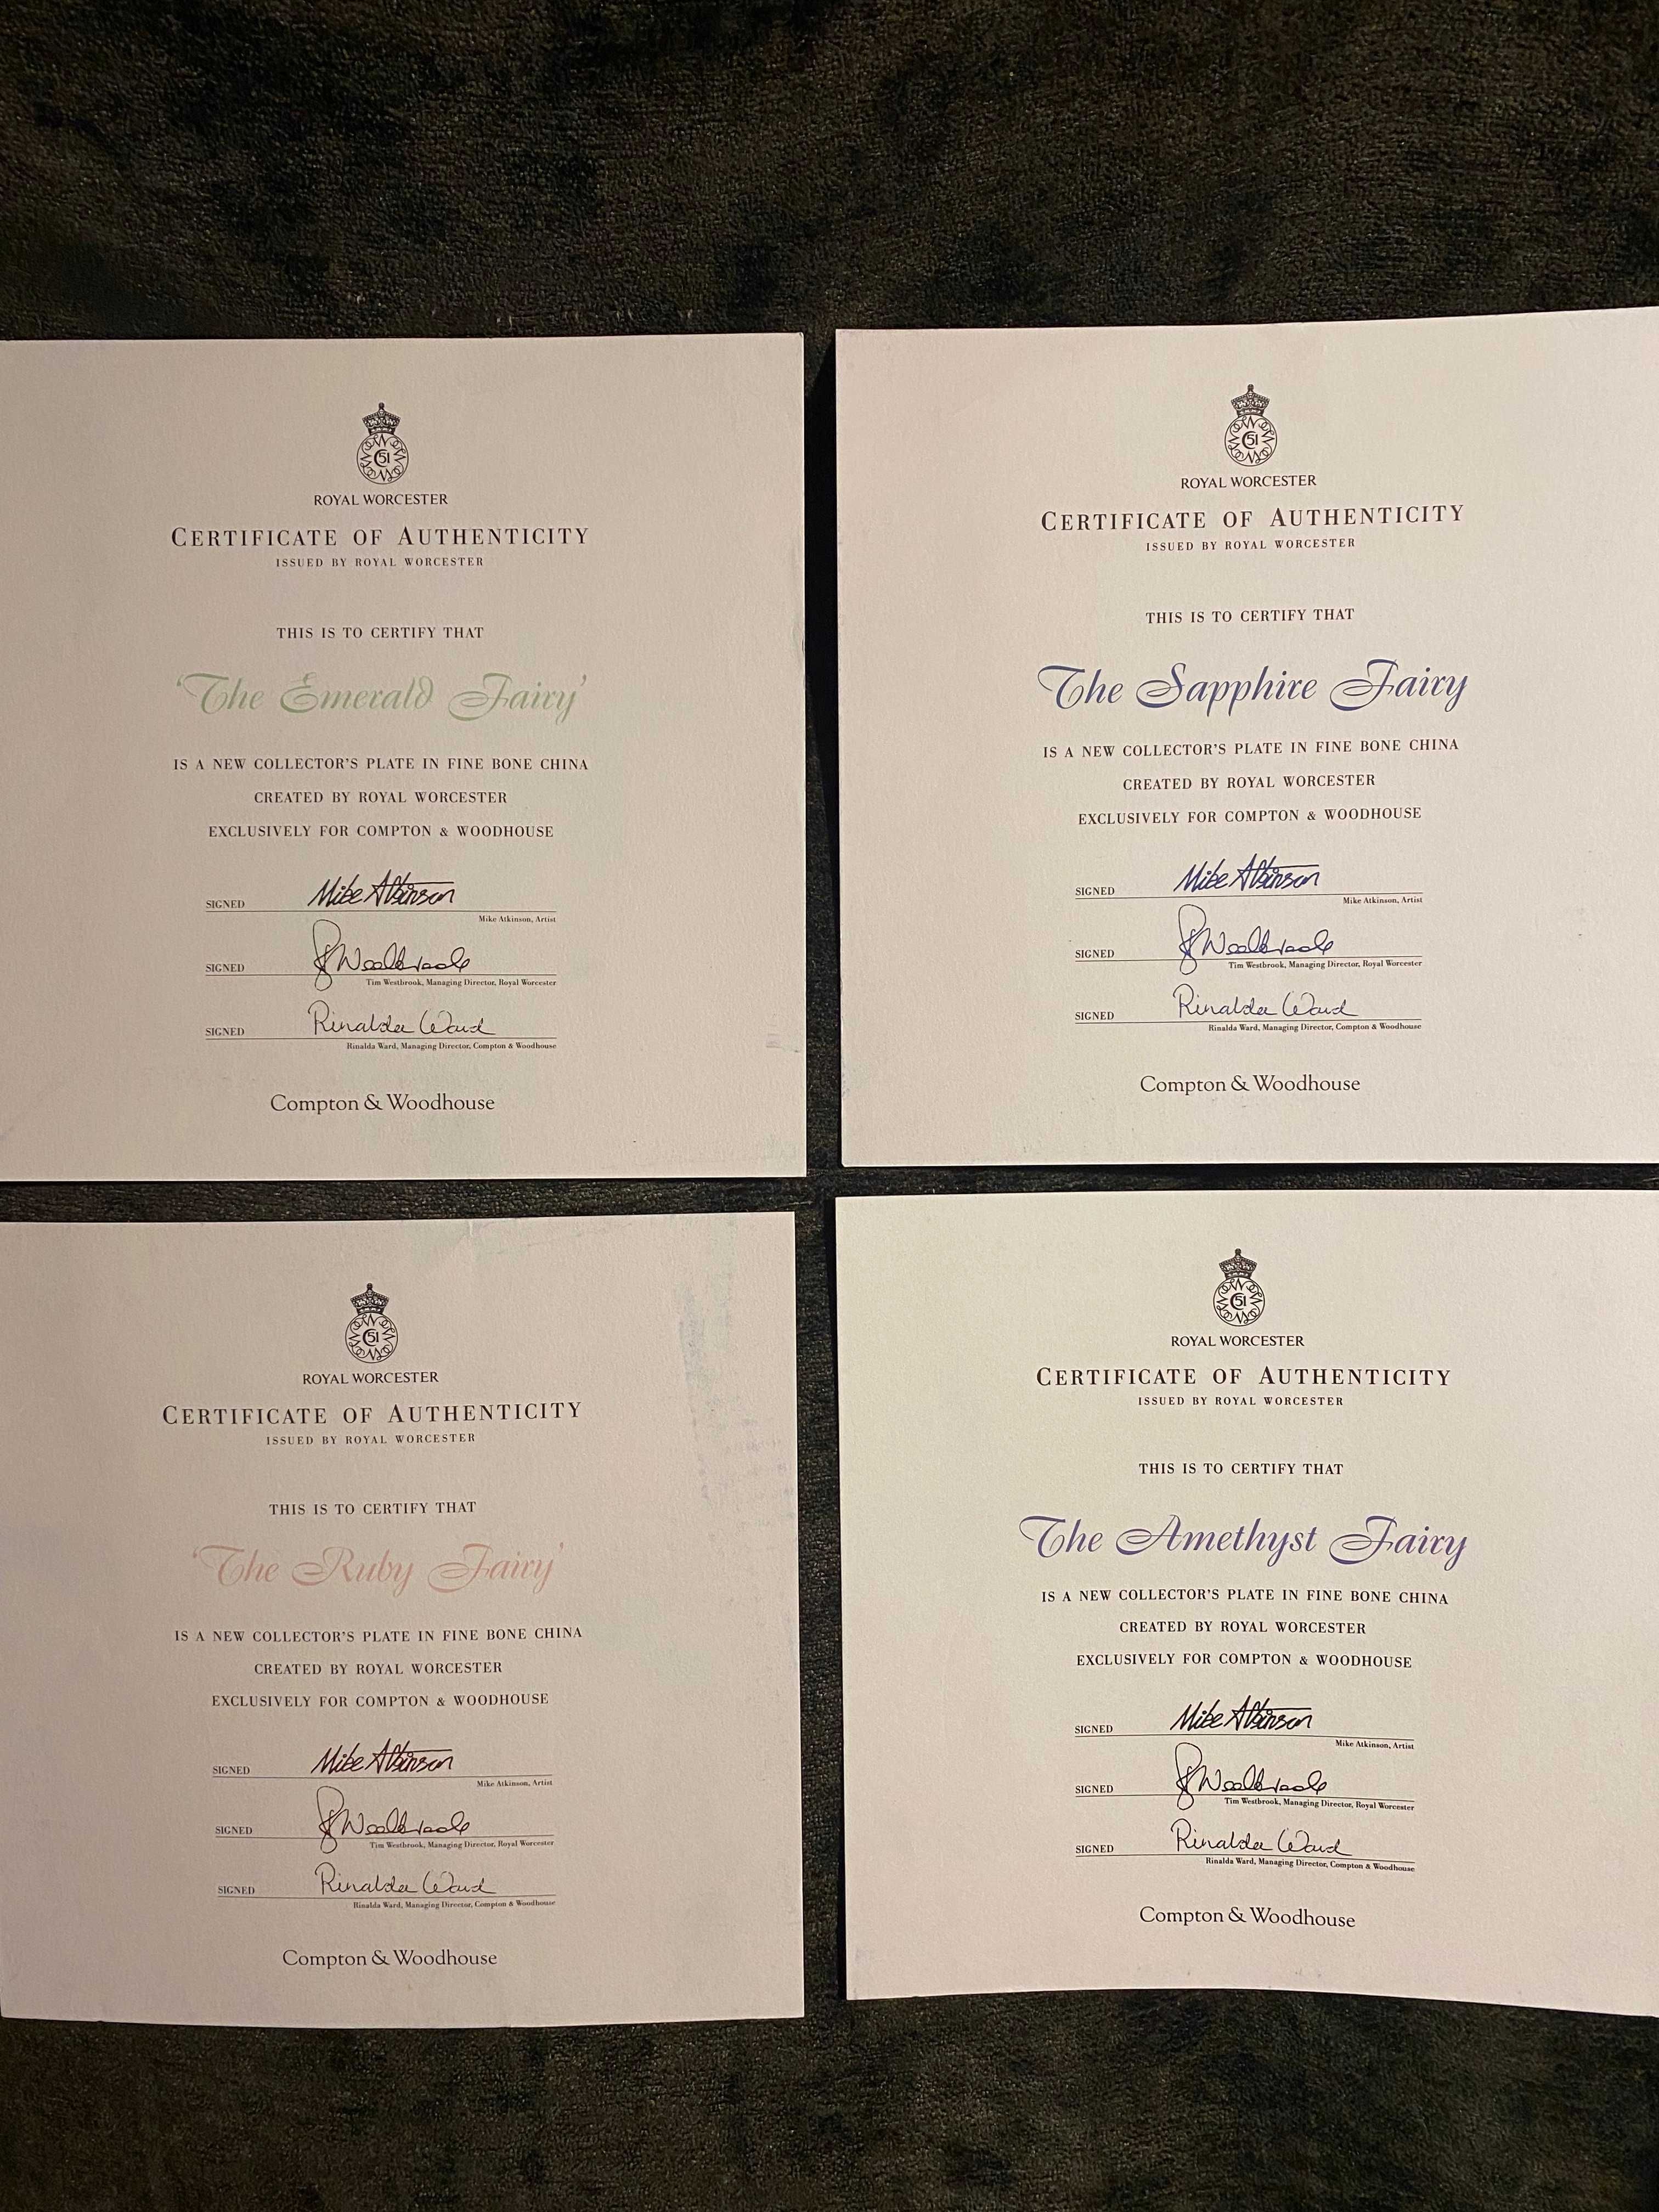 51
ROYAL WORCESTER
CERTIFICATE OF AUTHENTICITY
ISSUED BY ROYAL WORCESTER
THIS IS TO CERTIFY THAT
'The Emerald Fairy'
IS A NEW COLLECTOR'S PLATE IN FINE BONE CHINA
CREATED BY ROYAL WORCESTER
EXCLUSIVELY FOR COMPTON & WOODHOUSE
SIGNED Mike Atkinson
Mike Atkinson, Artist
SIGNED
Tim Westbrook, Managing Director, Royal Worcester
SIGNED Rinalda Ward
Rinalda Ward, Managing Director, Compton & Woodhouse
Compton & Woodhouse
51
ROYAL WORCESTER
CERTIFICATE OF AUTHENTICITY
ISSUED BY ROYAL WORCESTER
THIS IS TO CERTIFY THAT
The Sapphire Fairy
IS A NEW COLLECTOR'S PLATE IN FINE BONE CHINA
CREATED BY ROYAL WORCESTER
EXCLUSIVELY FOR COMPTON & WOODHOUSE
SIGNED Mike Atkinson
Mike Atkinson, Artist
SIGNED
Tim Westbrook, Managing Director, Royal Worcester
SIGNED Rinalda Ward
Rinalda Ward, Managing Director, Compton & Woodhouse
Compton & Woodhouse
51
ROYAL WORCESTER
CERTIFICATE OF AUTHENTICITY
ISSUED BY ROYAL WORCESTER
THIS IS TO CERTIFY THAT
'The Ruby Fairy'
IS A NEW COLLECTOR'S PLATE IN FINE BONE CHINA
CREATED BY ROYAL WORCESTER
EXCLUSIVELY FOR COMPTON & WOODHOUSE
SIGNED Mike Atkinson
Mike Atkinson, Artist
SIGNED
Tim Westbrook, Managing Director, Royal Worcester
SIGNED Rinalda Ward
Rinalda Ward, Managing Director, Compton & Woodhouse
Compton & Woodhouse
51
ROYAL WORCESTER
CERTIFICATE OF AUTHENTICITY
ISSUED BY ROYAL WORCESTER
THIS IS TO CERTIFY THAT
The Amethyst Fairy
IS A NEW COLLECTOR'S PLATE IN FINE BONE CHINA
CREATED BY ROYAL WORCESTER
EXCLUSIVELY FOR COMPTON & WOODHOUSE
SIGNED Mike Atkinson
Mike Atkinson, Artist
SIGNED
Tim Westbrook, Managing Director, Royal Worcester
SIGNED Rinalda Ward
Rinalda Ward, Managing Director, Compton & Woodhouse
Compton & Woodhouse